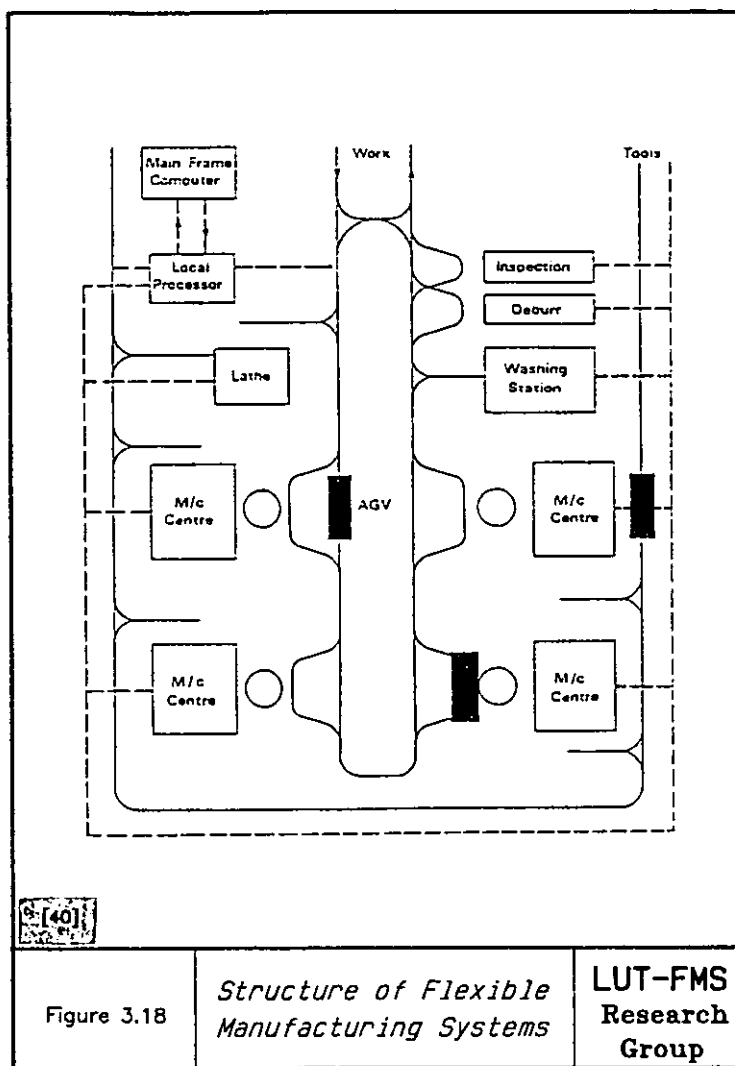 Work
Tools
Main Frame
Computer
Local
Processor
Inspection
Deburr
Lathe
Washing
Station
M/c
Centre
AGV
M/c
Centre
M/c
Centre
M/c
Centre
[40]
Figure 3.18
Structure of Flexible
Manufacturing Systems
LUT-FMS
Research
Group